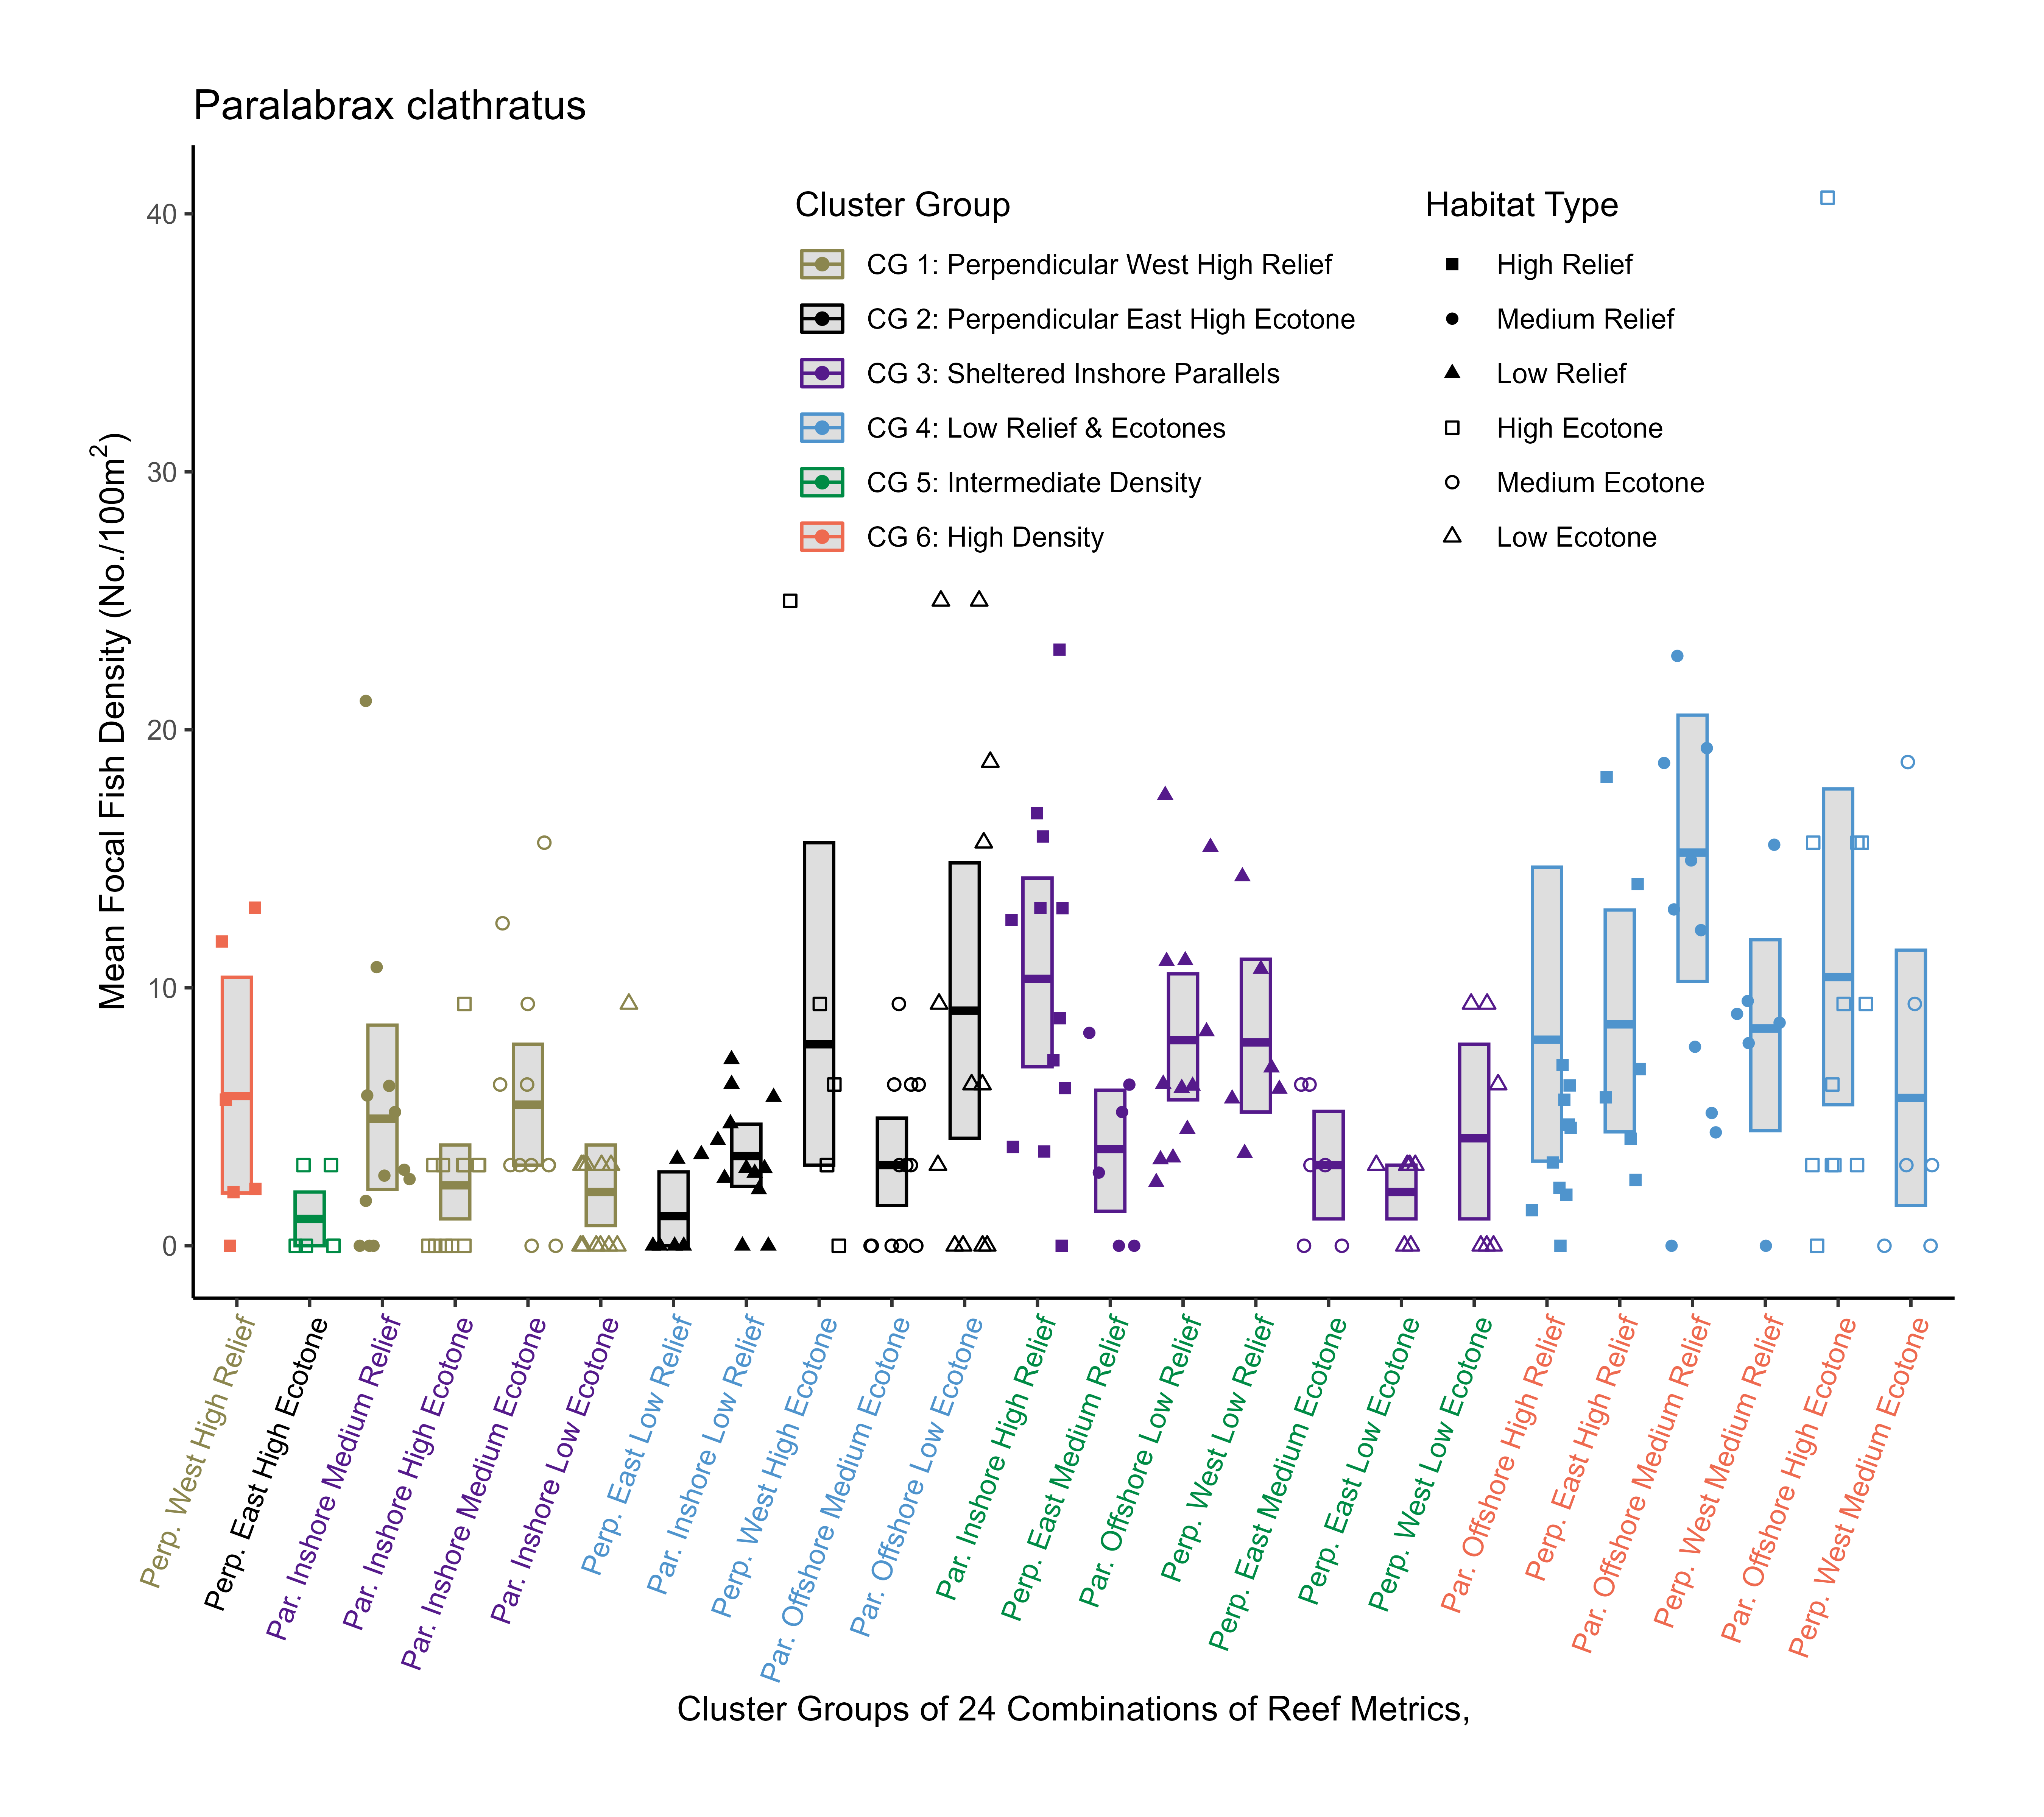 Paralabrax clathratus
Cluster Group
CG 1: Perpendicular West High Relief
CG 2: Perpendicular East High Ecotone
CG 3: Sheltered Inshore Parallels
CG 4: Low Relief & Ecotones
CG 5: Intermediate Density
CG 6: High Density
Habitat Type
High Relief
Medium Relief
Low Relief
High Ecotone
Medium Ecotone
Low Ecotone
Mean Focal Fish Density (No./100m²)
40
30
20
10
0
Perp. West High Relief
Perp. East High Ecotone
Par. Inshore Medium Relief
Par. Inshore High Ecotone
Par. Inshore Medium Ecotone
Par. Inshore Low Ecotone
Perp. East Low Relief
Par. Inshore Low Relief
Perp. West High Ecotone
Par. Offshore Medium Ecotone
Par. Offshore Low Ecotone
Par. Inshore High Relief
Perp. East Medium Relief
Par. Offshore Low Relief
Perp. West Low Relief
Perp. East Medium Ecotone
Perp. East Low Ecotone
Perp. West Low Ecotone
Par. Offshore High Relief
Perp. East High Relief
Par. Offshore Medium Relief
Perp. West Medium Relief
Par. Offshore High Ecotone
Perp. West Medium Ecotone
Cluster Groups of 24 Combinations of Reef Metrics,